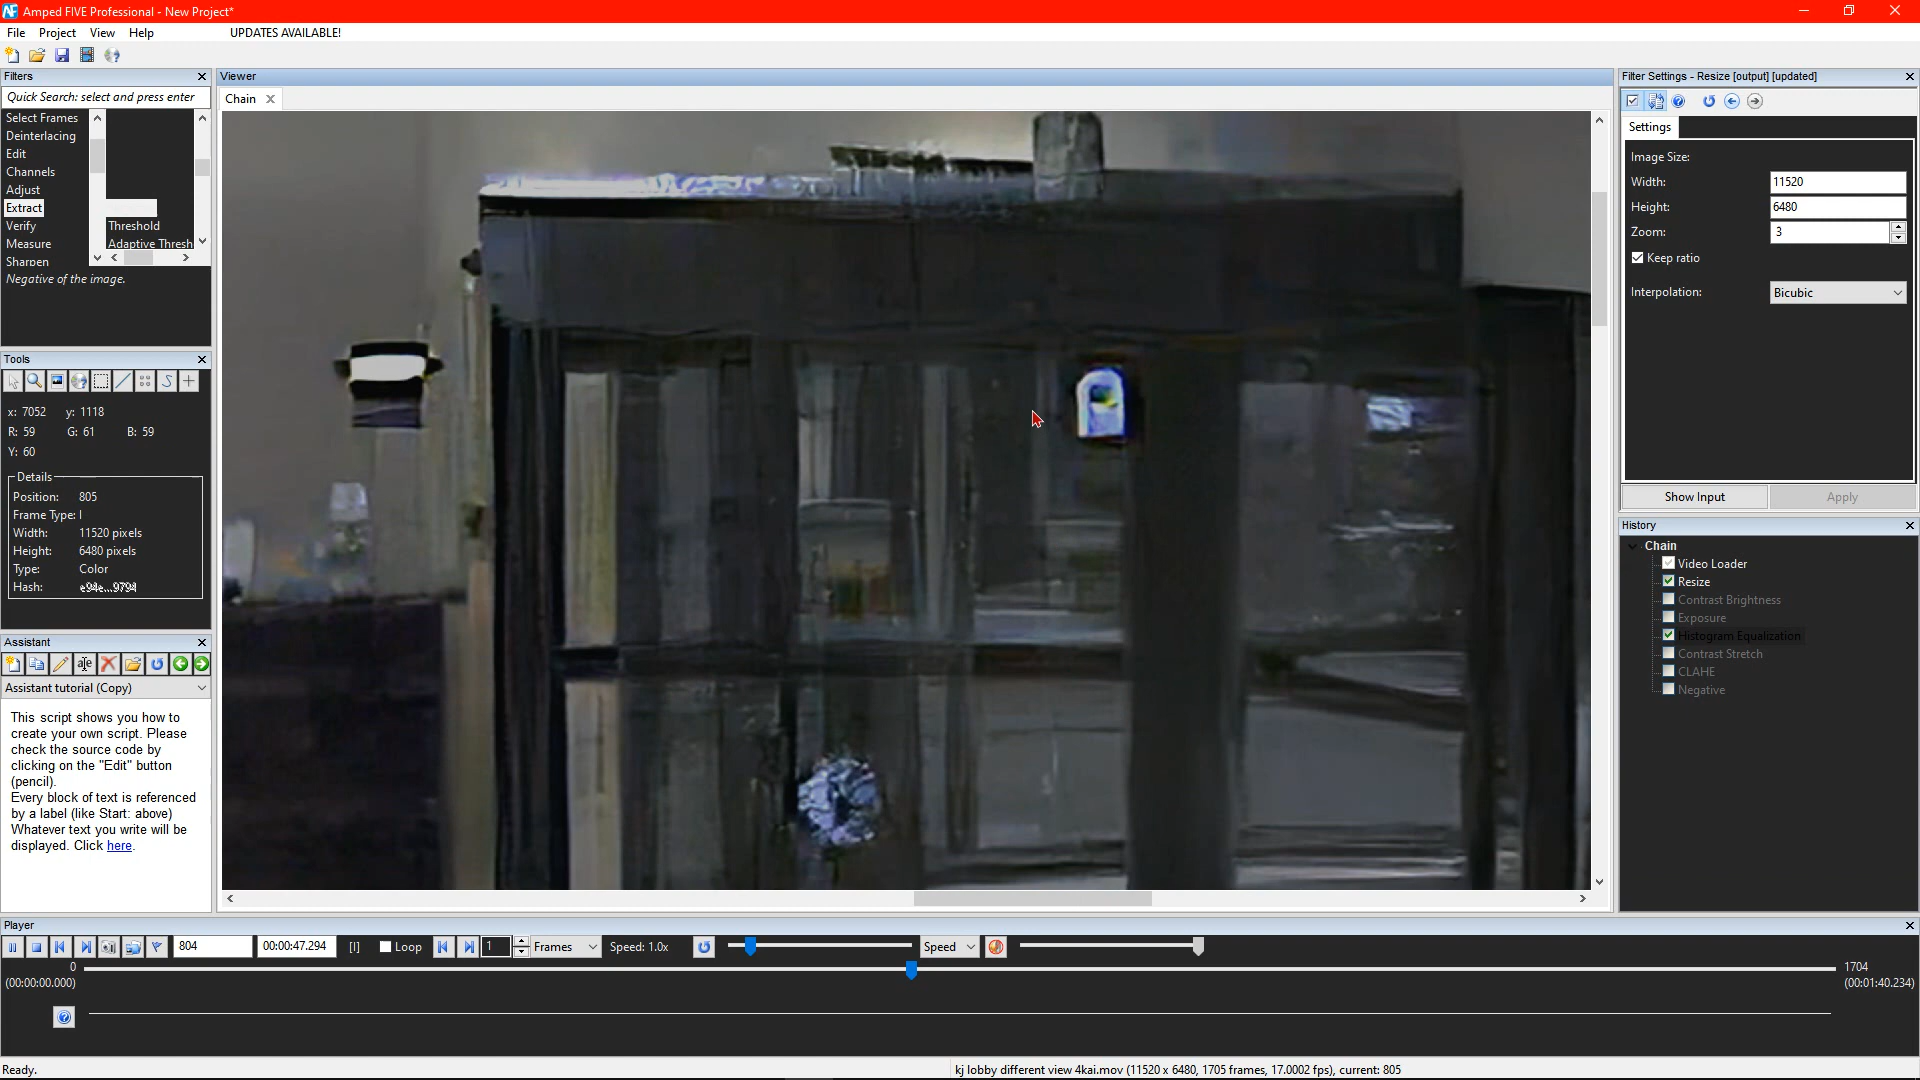 Amped FIVE Professional - New Project*
File Project View Help UPDATES AVAILABLE!
Filters
Quick Search: select and press enter
Select Frames
Deinterlacing
Edit
Channels
Adjust
Extract
Verify
Threshold
Measure
Adaptive Thresh
Sharpen
Negative of the image.
Tools
x: 7052 y: 1118
R: 59 G: 61 B: 59
Y: 60
Details
Position: 805
Frame Type: I
Width: 11520 pixels
Height: 6480 pixels
Type: Color
Hash: e94e...9794
Assistant
Assistant tutorial (Copy)
This script shows you how to
create your own script. Please
check the source code by
clicking on the "Edit" button
(pencil).
Every block of text is referenced
by a label (like Start: above)
Whatever text you write will be
displayed. Click here.
Viewer
Chain
Filter Settings - Resize [output] [updated]
Settings
Image Size:
Width: 11520
Height: 6480
Zoom: 3
Keep ratio
Interpolation: Bicubic
Show Input Apply
History
Chain
Video Loader
Resize
Contrast Brightness
Exposure
Histogram Equalization
Contrast Stretch
CLAHE
Negative
Player
804 00:00:47.294 [I] Loop 1 Frames Speed: 1.0x Speed
0 1704
(00:00:00.000) (00:01:40.234)
Ready. kj lobby different view 4kai.mov (11520 x 6480, 1705 frames, 17.0002 fps), current: 805